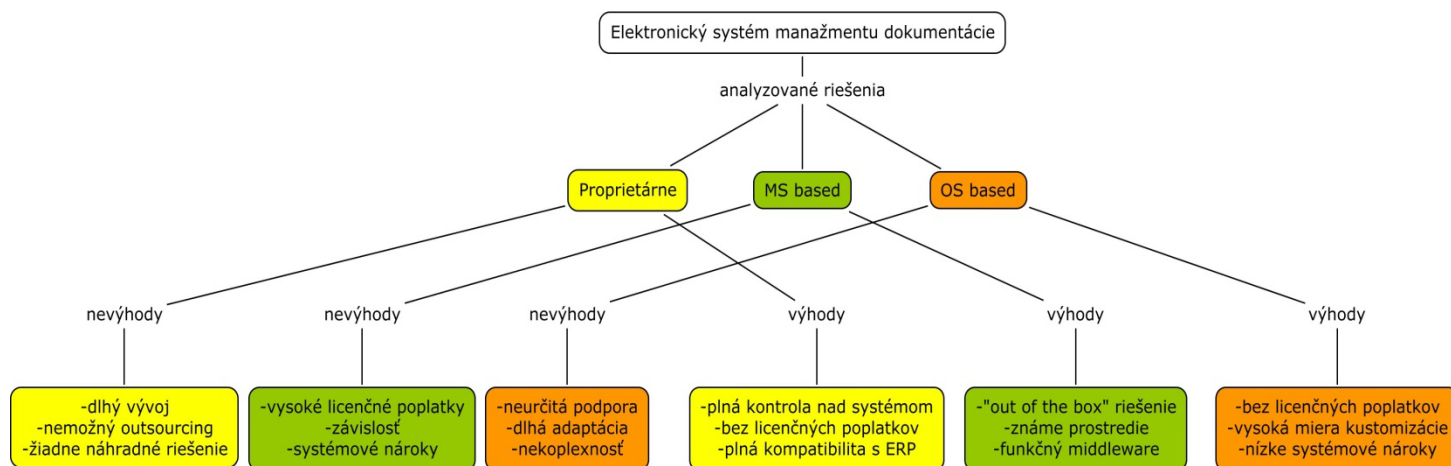 Elektronický systém manažmentu dokumentácie
analyzované riešenia
Proprietárne
MS based
OS based
nevýhody
nevýhody
nevýhody
výhody
výhody
výhody
-dlhý vývoj
-nemožný outsourcing
-žiadne náhradné riešenie
-vysoké licenčné poplatky
-závislosť
-systémové nároky
-neurčitá podpora
-dlhá adaptácia
-nekoplexnosť
-plná kontrola nad systémom
-bez licenčných poplatkov
-plná kompatibilita s ERP
-"out of the box" riešenie
-známe prostredie
-funkčný middleware
-bez licenčných poplatkov
-vysoká miera kustomizácie
-nízke systémové nároky